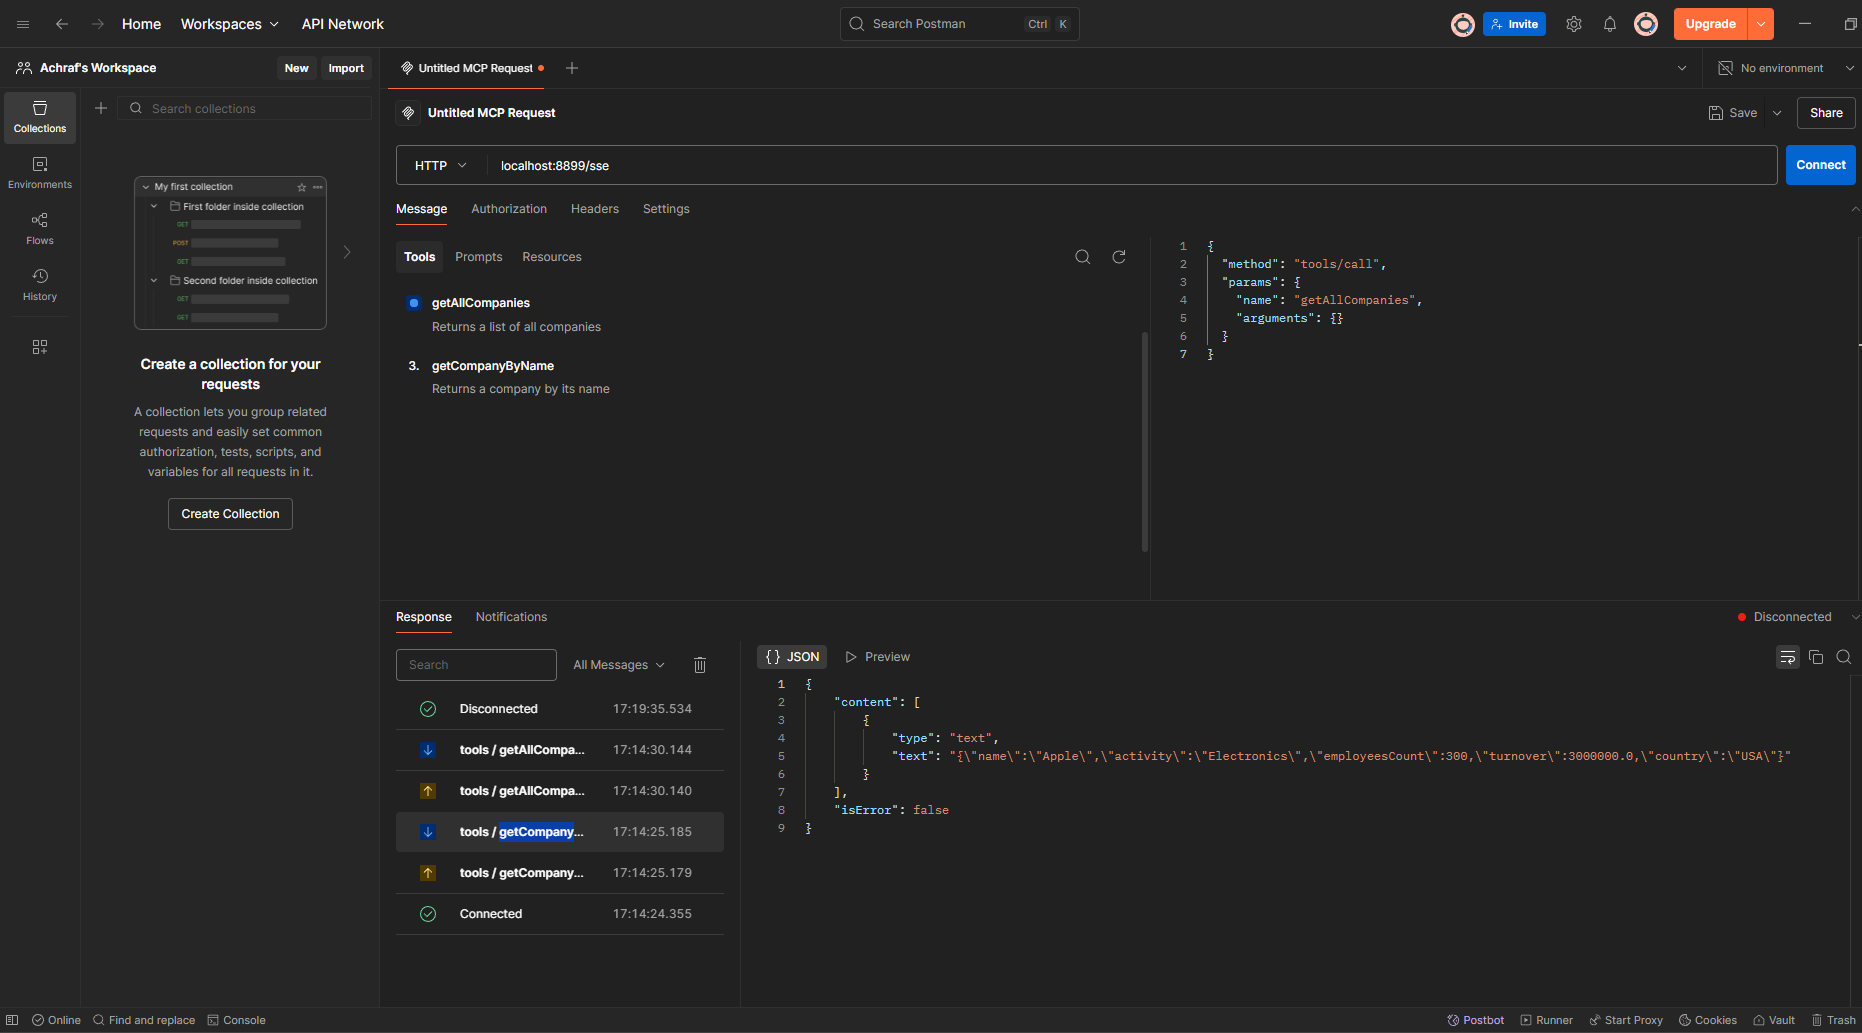 Home Workspaces API Network Search Postman Ctrl K Invite Upgrade
Achraf's Workspace New Import Untitled MCP Request No environment
Collections
Search collections
Untitled MCP Request Save Share
Environments
Flows
History
My first collection
First folder inside collection
GET
POST
GET
Second folder inside collection
GET
GET
Create a collection for your
requests
A collection lets you group related
requests and easily set common
authorization, tests, scripts, and
variables for all requests in it.
Create Collection
HTTP localhost:8899/sse Connect
Message Authorization Headers Settings
Tools Prompts Resources
getAllCompanies
Returns a list of all companies
3. getCompanyByName
Returns a company by its name
1 {
2 "method": "tools/call",
3 "params": {
4 "name": "getAllCompanies",
5 "arguments": {}
6 }
7 }
Response Notifications Disconnected
Search All Messages
Disconnected 17:19:35.534
tools / getAllCompa... 17:14:30.144
tools / getAllCompa... 17:14:30.140
tools / getCompany... 17:14:25.185
tools / getCompany... 17:14:25.179
Connected 17:14:24.355
{} JSON Preview
1 {
2 "content": [
3 {
4 "type": "text",
5 "text": "{\"name\":\"Apple\",\"activity\":\"Electronics\",\"employeesCount\":300,\"turnover\":3000000.0,\"country\":\"USA\"}"
6 }
7 ],
8 "isError": false
9 }
Online Find and replace Console Postbot Runner Start Proxy Cookies Vault Trash